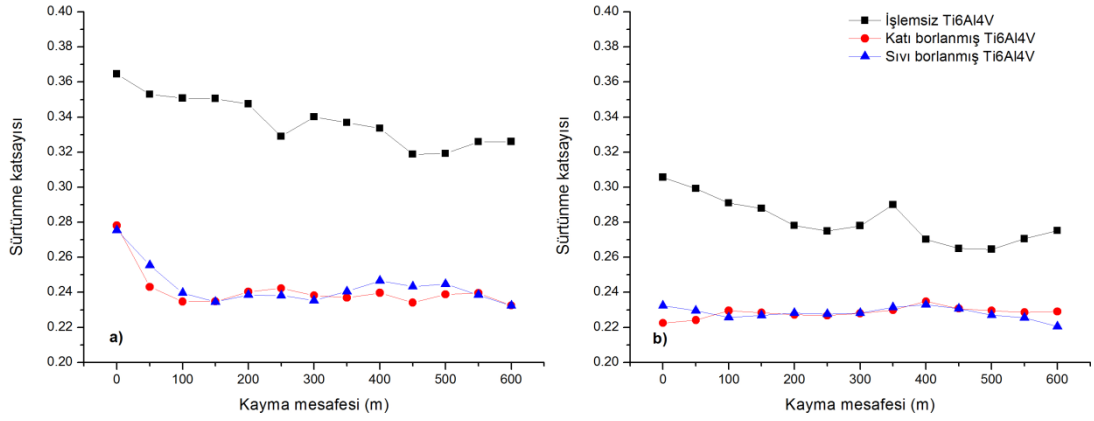 0.40
0.38
0.36
0.34
0.32
0.30
0.28
0.26
0.24
0.22
0.20
Sürtünme katsayısı
a)
0 100 200 300 400 500 600
Kayma mesafesi (m)
İşlemsiz Ti6Al4V
Katı borlanmış Ti6Al4V
Sıvı borlanmış Ti6Al4V
0.40
0.38
0.36
0.34
0.32
0.30
0.28
0.26
0.24
0.22
0.20
Sürtünme katsayısı
b)
0 100 200 300 400 500 600
Kayma mesafesi (m)